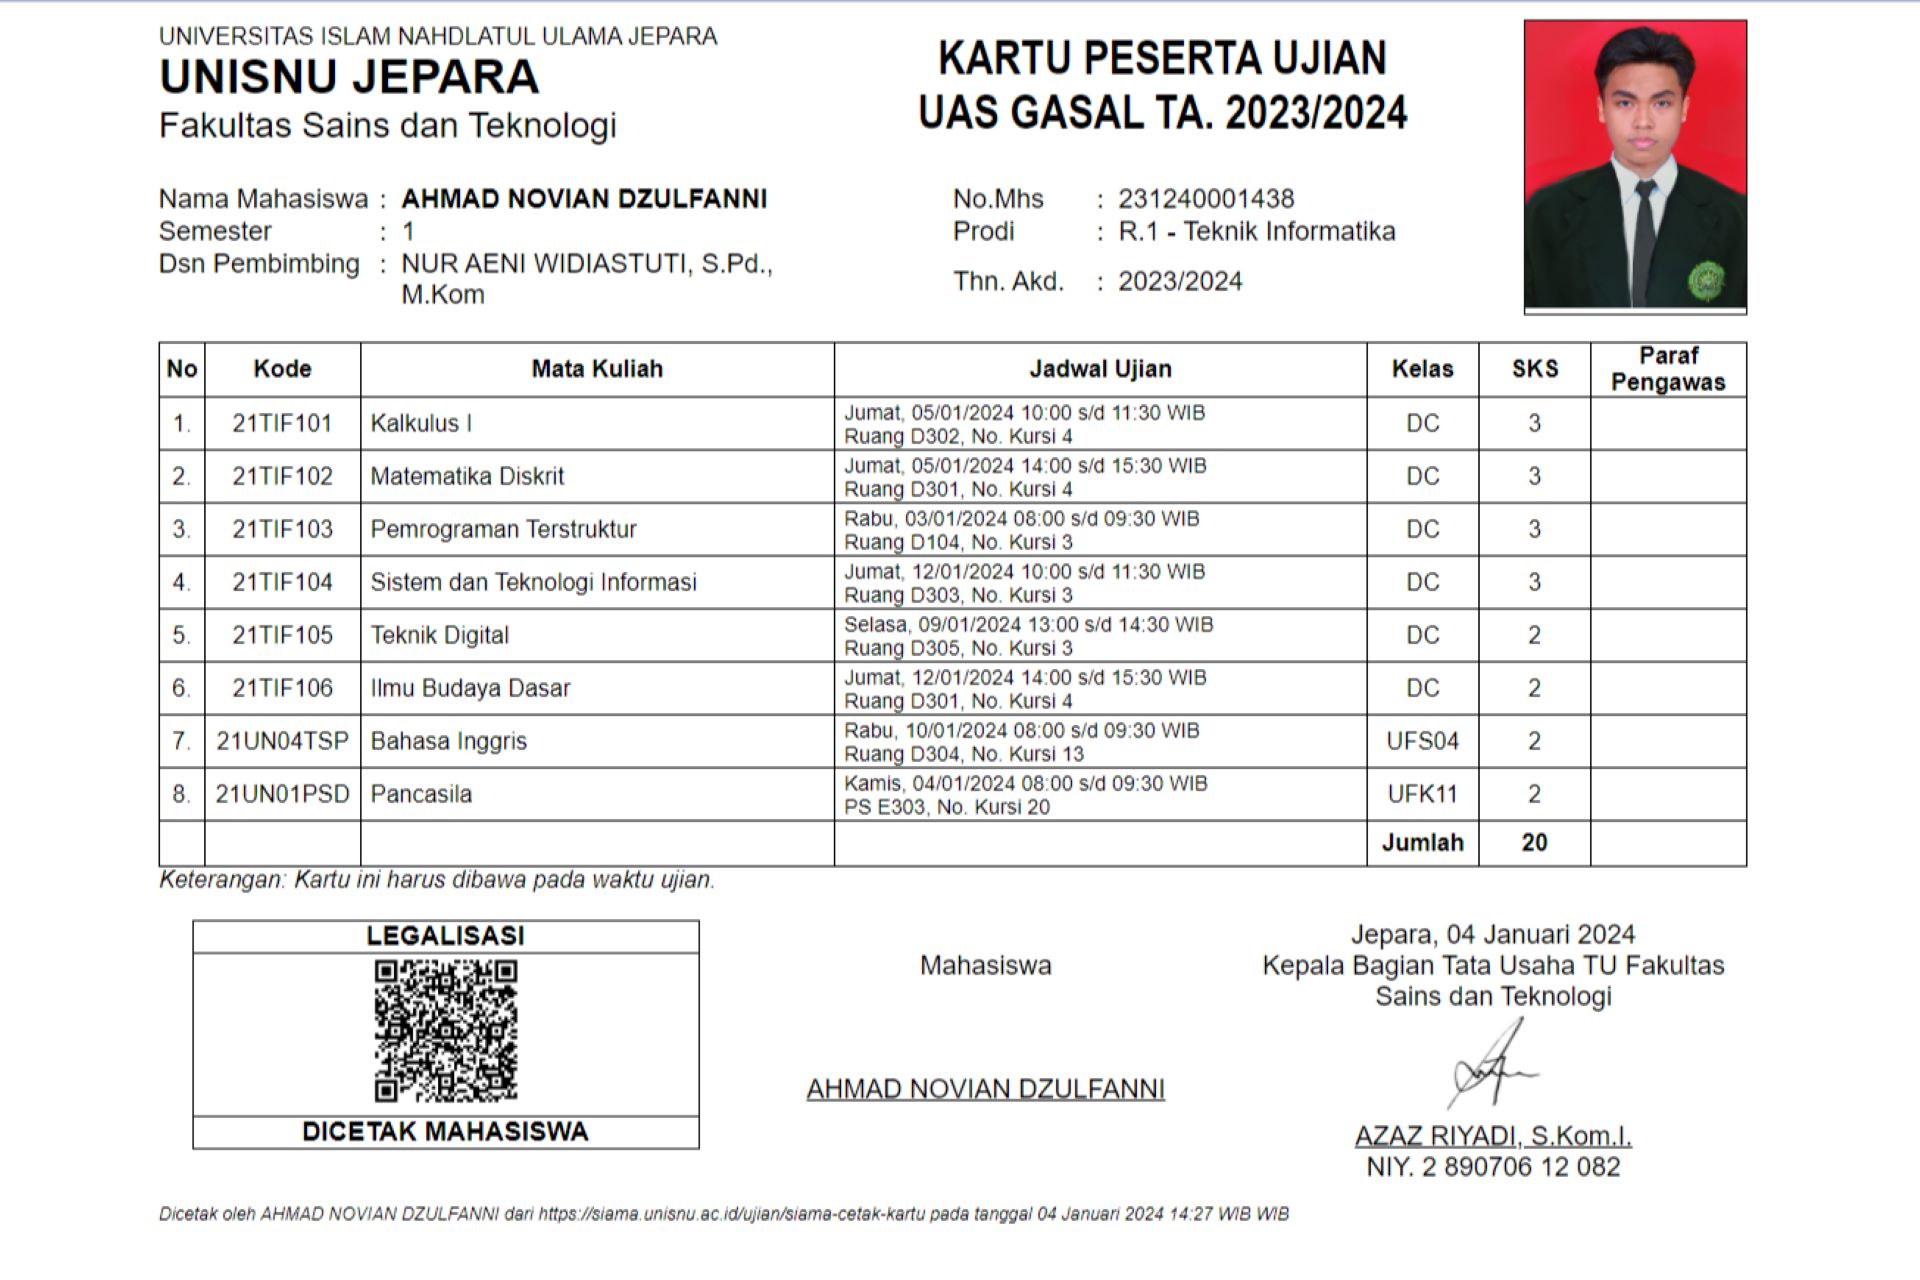 UNIVERSITAS ISLAM NAHDLATUL ULAMA JEPARA
UNISNU JEPARA
Fakultas Sains dan Teknologi
KARTU PESERTA UJIAN
UAS GASAL TA. 2023/2024
Nama Mahasiswa : AHMAD NOVIAN DZULFANNI
Semester : 1
Dsn Pembimbing : NUR AENI WIDIASTUTI, S.Pd.,
M.Kom
No.Mhs : 231240001438
Prodi : R.1 - Teknik Informatika
Thn. Akd. : 2023/2024
No Kode Mata Kuliah Jadwal Ujian Kelas SKS Paraf Pengawas
1. 21TIF101 Kalkulus I Jumat, 05/01/2024 10:00 s/d 11:30 WIB DC 3
Ruang D302, No. Kursi 4
2. 21TIF102 Matematika Diskrit Jumat, 05/01/2024 14:00 s/d 15:30 WIB DC 3
Ruang D301, No. Kursi 4
3. 21TIF103 Pemrograman Terstruktur Rabu, 03/01/2024 08:00 s/d 09:30 WIB DC 3
Ruang D104, No. Kursi 3
4. 21TIF104 Sistem dan Teknologi Informasi Jumat, 12/01/2024 10:00 s/d 11:30 WIB DC 3
Ruang D303, No. Kursi 3
5. 21TIF105 Teknik Digital Selasa, 09/01/2024 13:00 s/d 14:30 WIB DC 2
Ruang D305, No. Kursi 3
6. 21TIF106 Ilmu Budaya Dasar Jumat, 12/01/2024 14:00 s/d 15:30 WIB DC 2
Ruang D301, No. Kursi 4
7. 21UN04TSP Bahasa Inggris Rabu, 10/01/2024 08:00 s/d 09:30 WIB UFS04 2
Ruang D304, No. Kursi 13
8. 21UN01PSD Pancasila Kamis, 04/01/2024 08:00 s/d 09:30 WIB UFK11 2
PS E303, No. Kursi 20
Jumlah 20
Keterangan: Kartu ini harus dibawa pada waktu ujian.
LEGALISASI
DICETAK MAHASISWA
Mahasiswa
AHMAD NOVIAN DZULFANNI
Jepara, 04 Januari 2024
Kepala Bagian Tata Usaha TU Fakultas
Sains dan Teknologi
AZAZ RIYADI, S.Kom.I.
NIY. 2 890706 12 082
Dicetak oleh AHMAD NOVIAN DZULFANNI dari https://siama.unisnu.ac.id/ujian/siama-cetak-kartu pada tanggal 04 Januari 2024 14:27 WIB WIB